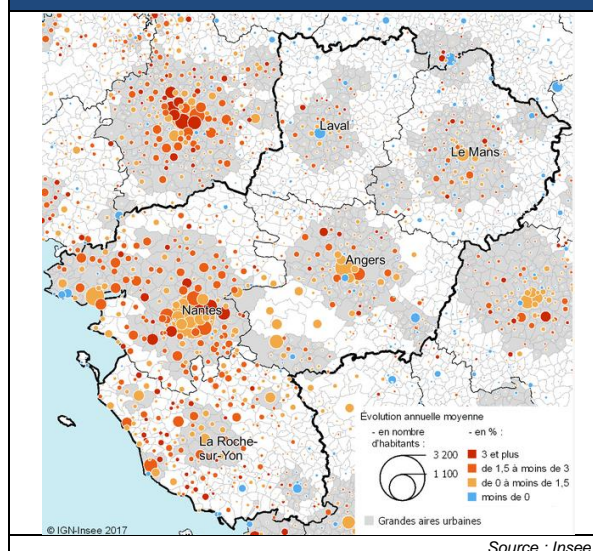 Laval
Le Mans
Angers
Nantes
La Roche-
sur-Yon
Évolution annuelle moyenne
- en nombre
d'habitants :
- en % :
3 200
1 100
3 et plus
de 1,5 à moins de 3
de 0 à moins de 1,5
moins de 0
Grandes aires urbaines
© IGN-Insee 2017
Source : Insee